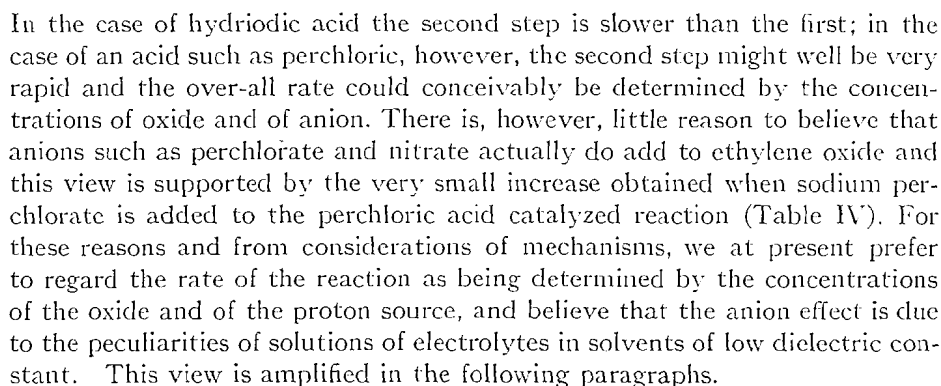 In the case of hydriodic acid the second step is slower than the first; in the
case of an acid such as perchloric, however, the second step might well be very
rapid and the over-all rate could conceivably be determined by the concen-
trations of oxide and of anion. There is, however, little reason to believe that
anions such as perchlorate and nitrate actually do add to ethylene oxide and
this view is supported by the very small increase obtained when sodium per-
chlorate is added to the perchloric acid catalyzed reaction (Table IV). For
these reasons and from considerations of mechanisms, we at present prefer
to regard the rate of the reaction as being determined by the concentrations
of the oxide and of the proton source, and believe that the anion effect is due
to the peculiarities of solutions of electrolytes in solvents of low dielectric con-
stant. This view is amplified in the following paragraphs.